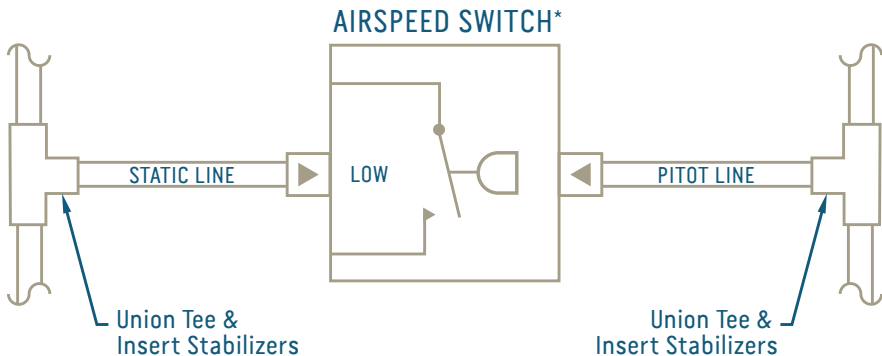 AIRSPEED SWITCH*
STATIC LINE
LOW
PITOT LINE
Union Tee &
Insert Stabilizers
Union Tee &
Insert Stabilizers